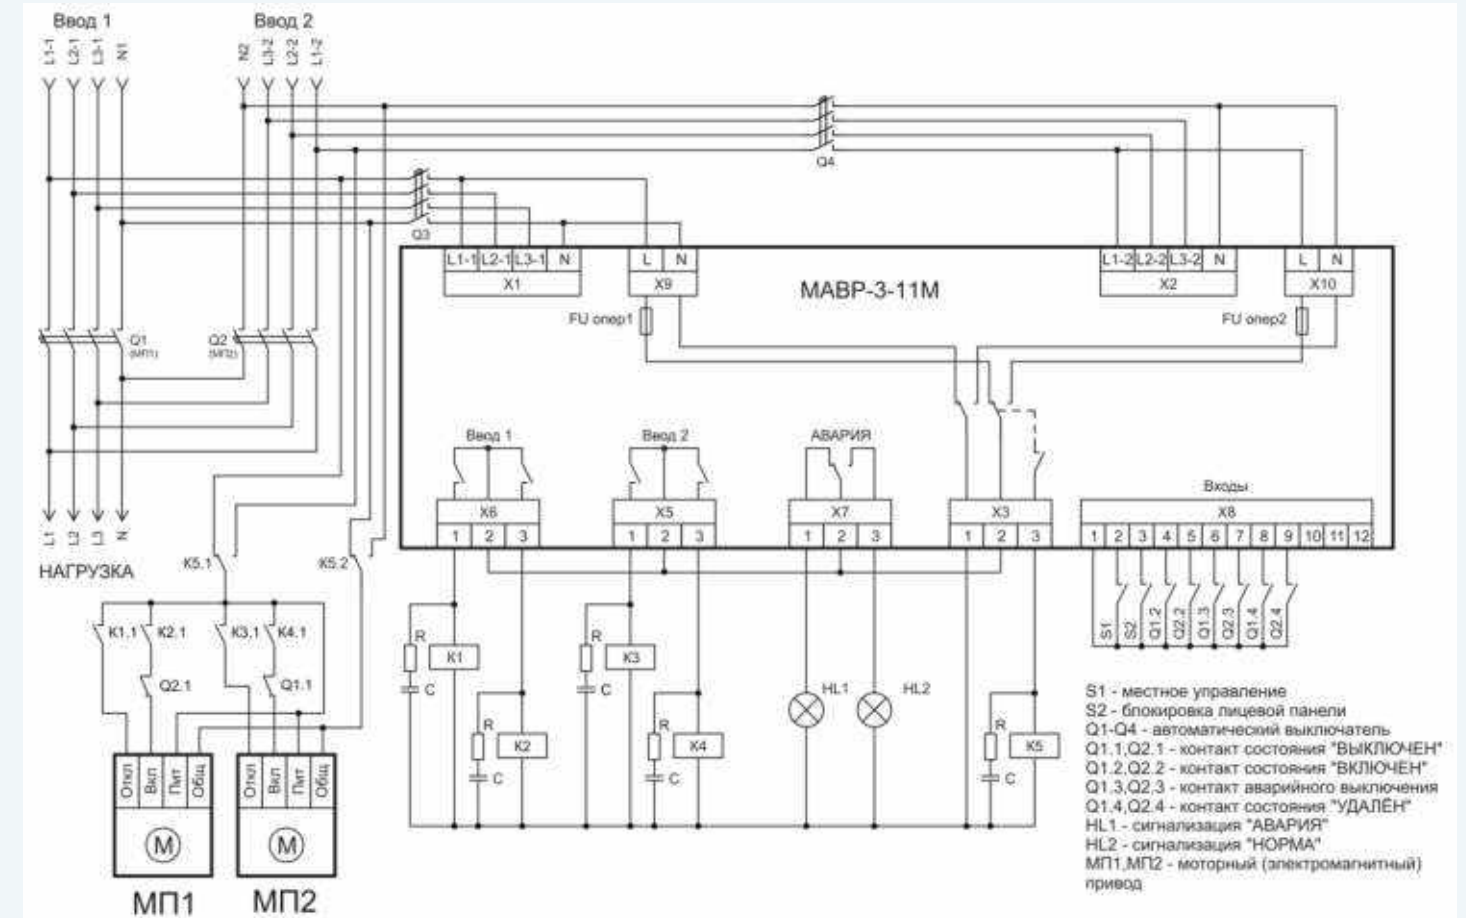 Ввод 1
Ввод 2
L1-1 L2-1 L3-1 N1
N2 L3-2 L2-2 L1-2
Q4
Q3
L1-1 L2-1 L3-1 N
X1
L N
X9
МАВР-3-11М
L1-2 L2-2 L3-2 N
X2
L N
X10
FU опер1
FU опер2
Q1
(МП1)
Q2
(МП2)
Ввод 1
Ввод 2
АВАРИЯ
Входы
X6
1 2 3
X5
1 2 3
X7
1 2 3
X3
1 2 3
X8
1 2 3 4 5 6 7 8 9 10 11 12
L1 L2 L3 N
НАГРУЗКА
K5.1
K5.2
K1.1 K2.1 K3.1 K4.1
Q2.1
Q1.1
R
C
K1
R
C
K2
R
C
K3
R
C
K4
HL1
HL2
R
C
K5
S1 S2 Q1.2 Q2.2 Q1.3 Q2.3 Q1.4 Q2.4
Откл Вкл Пит Общ
M
МП1
Откл Вкл Пит Общ
M
МП2
S1 - местное управление
S2 - блокировка лицевой панели
Q1-Q4 - автоматический выключатель
Q1.1,Q2.1 - контакт состояния "ВЫКЛЮЧЕН"
Q1.2,Q2.2 - контакт состояния "ВКЛЮЧЕН"
Q1.3,Q2.3 - контакт аварийного выключения
Q1.4,Q2.4 - контакт состояния "УДАЛЁН"
HL1 - сигнализация "АВАРИЯ"
HL2 - сигнализация "НОРМА"
МП1,МП2 - моторный (электромагнитный)
привод